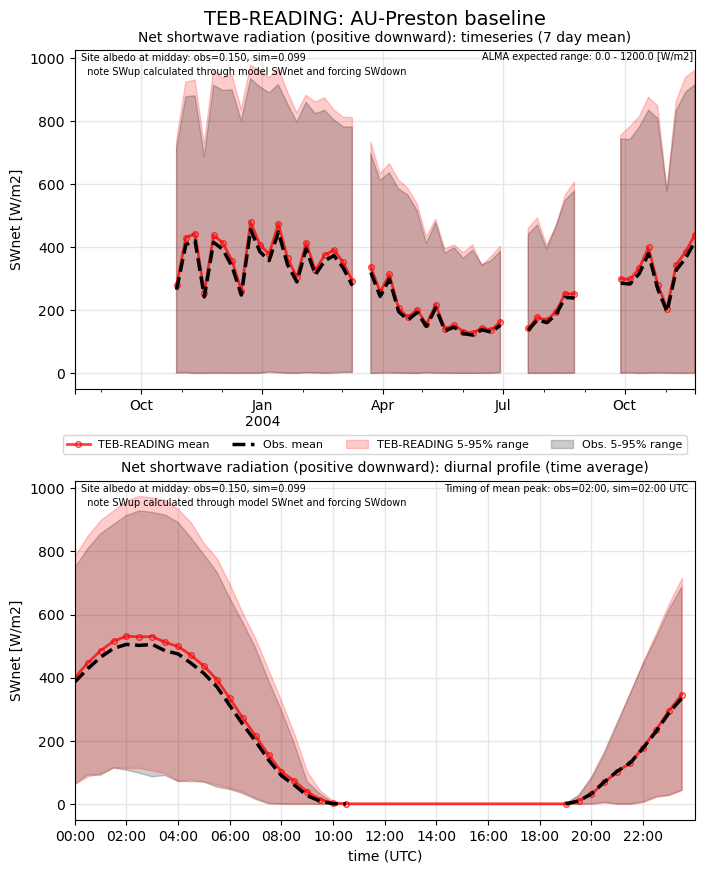 TEB-READING: AU-Preston baseline
Net shortwave radiation (positive downward): timeseries (7 day mean)
Site albedo at midday: obs=0.150, sim=0.099
note SWup calculated through model SWnet and forcing SWdown
ALMA expected range: 0.0 - 1200.0 [W/m2]
SWnet [W/m2]
1000
800
600
400
200
0
Oct Jan Apr Jul Oct
2004
TEB-READING mean Obs. mean TEB-READING 5-95% range Obs. 5-95% range
Net shortwave radiation (positive downward): diurnal profile (time average)
Site albedo at midday: obs=0.150, sim=0.099
note SWup calculated through model SWnet and forcing SWdown
Timing of mean peak: obs=02:00, sim=02:00 UTC
SWnet [W/m2]
1000
800
600
400
200
0
00:00 02:00 04:00 06:00 08:00 10:00 12:00 14:00 16:00 18:00 20:00 22:00
time (UTC)